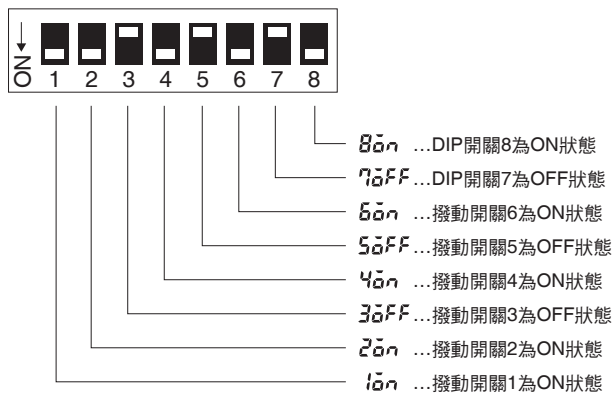 ON
1 2 3 4 5 6 7 8
8on ...DIP開關8為ON狀態
7oFF...DIP開關7為OFF狀態
6on ...撥動開關6為ON狀態
5oFF...撥動開關5為OFF狀態
4on ...撥動開關4為ON狀態
3oFF...撥動開關3為OFF狀態
2on ...撥動開關2為ON狀態
1on ...撥動開關1為ON狀態